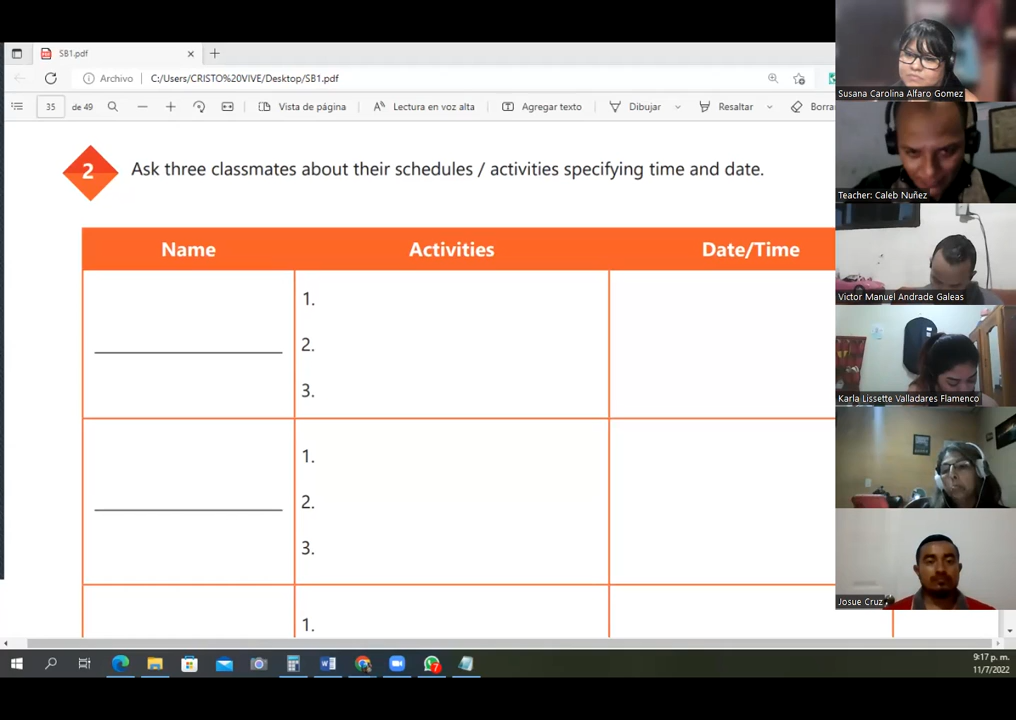 SB1.pdf
Archivo
C:/Users/CRISTO%20VIVE/Desktop/SB1.pdf
35 de 49
Vista de página
Lectura en voz alta
Agregar texto
Dibujar
Resaltar
Borra
2
Ask three classmates about their schedules / activities specifying time and date.
Name Activities Date/Time
1.
2.
3.
1.
2.
3.
1.
Susana Carolina Alfaro Gomez
Teacher: Caleb Nuñez
Victor Manuel Andrade Galeas
Karla Lissette Valladares Flamenco
Josue Cruz
7
9:17 p. m.
11/7/2022